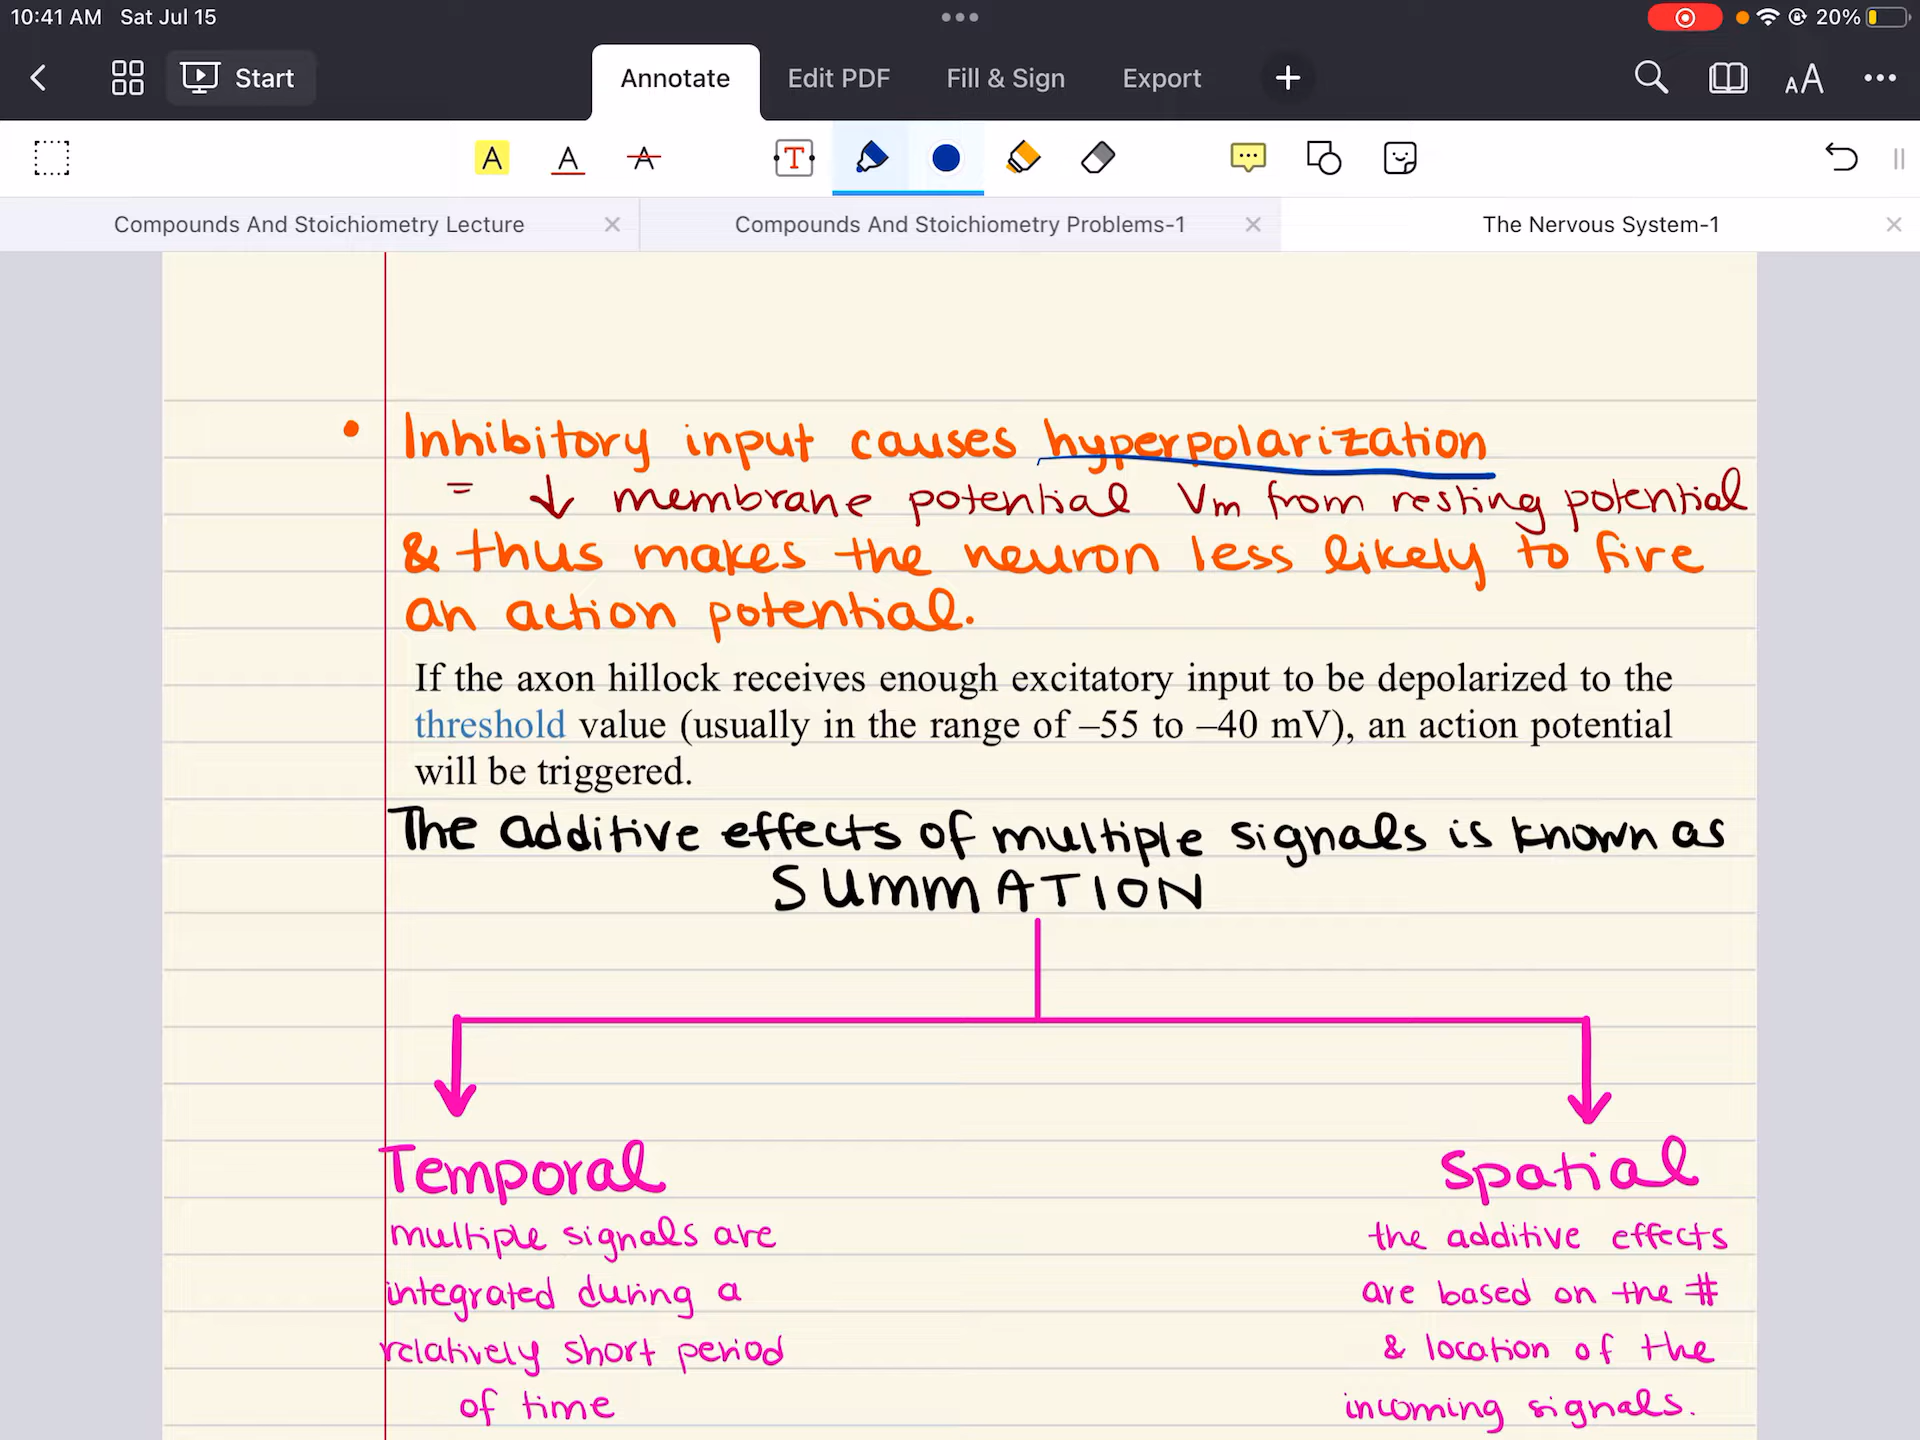 10:41 AM Sat Jul 15
20%
Start
Annotate
Edit PDF
Fill & Sign
Export
AA
A A A T
Compounds And Stoichiometry Lecture
Compounds And Stoichiometry Problems-1
The Nervous System-1
• Inhibitory input causes hyperpolarization
= ↓ membrane potential Vm from resting potential
& thus makes the neuron less likely to fire
an action potential.
If the axon hillock receives enough excitatory input to be depolarized to the
threshold value (usually in the range of –55 to –40 mV), an action potential
will be triggered.
The additive effects of multiple signals is known as
SUMMATION
Temporal
multiple signals are
integrated during a
relatively short period
of time
Spatial
the additive effects
are based on the #
& location of the
incoming signals.